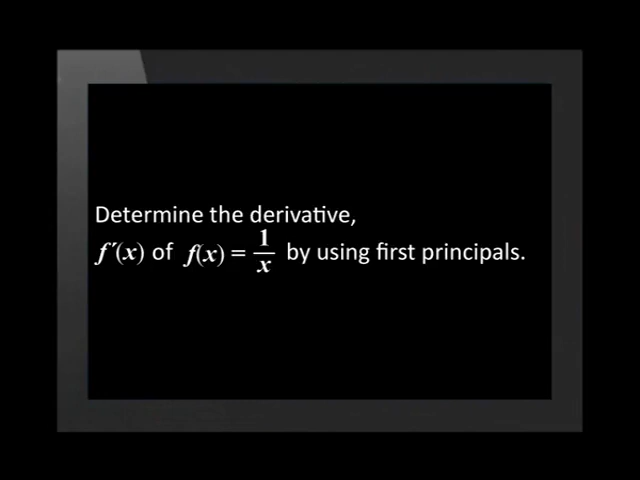 Determine the derivative,
f′(x) of f(x) = 1/x by using first principals.